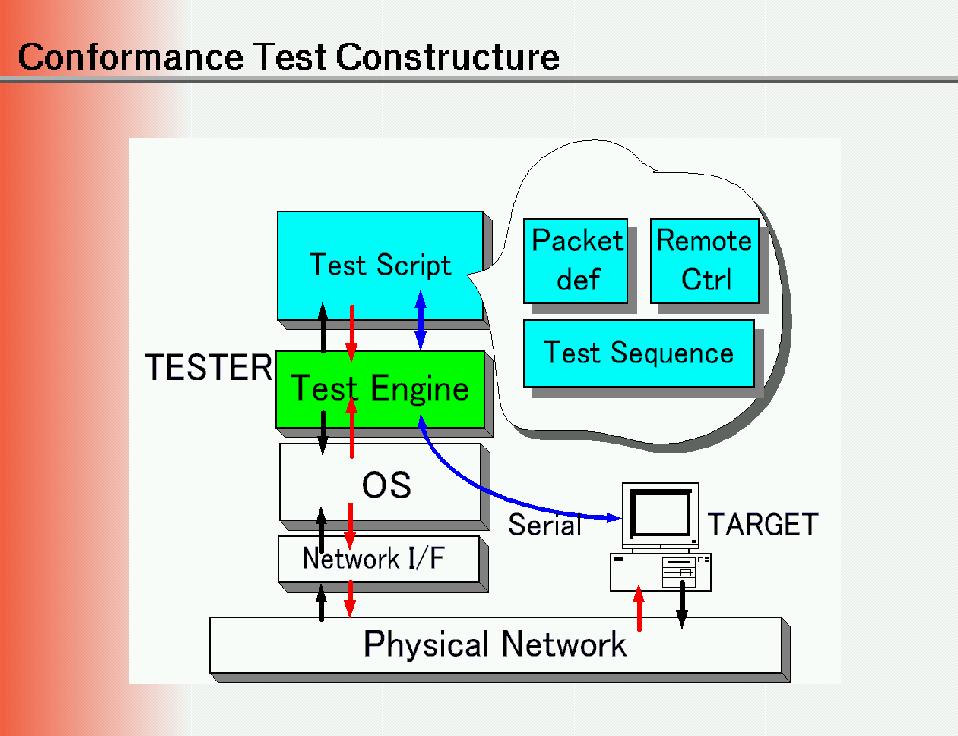 Conformance Test Constructure
Test Script
Packet
def
Remote
Ctrl
Test Sequence
TESTER
Test Engine
OS
Serial
TARGET
Network I/F
Physical Network